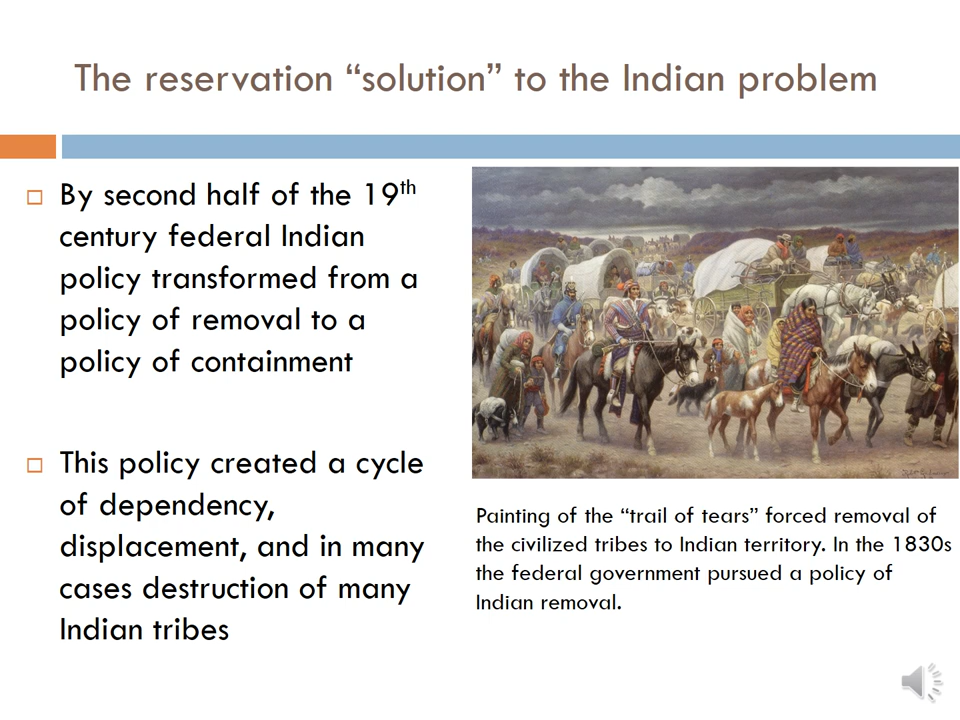 The reservation “solution” to the Indian problem
By second half of the 19th
century federal Indian
policy transformed from a
policy of removal to a
policy of containment
This policy created a cycle
of dependency,
displacement, and in many
cases destruction of many
Indian tribes
Painting of the “trail of tears” forced removal of
the civilized tribes to Indian territory. In the 1830s
the federal government pursued a policy of
Indian removal.